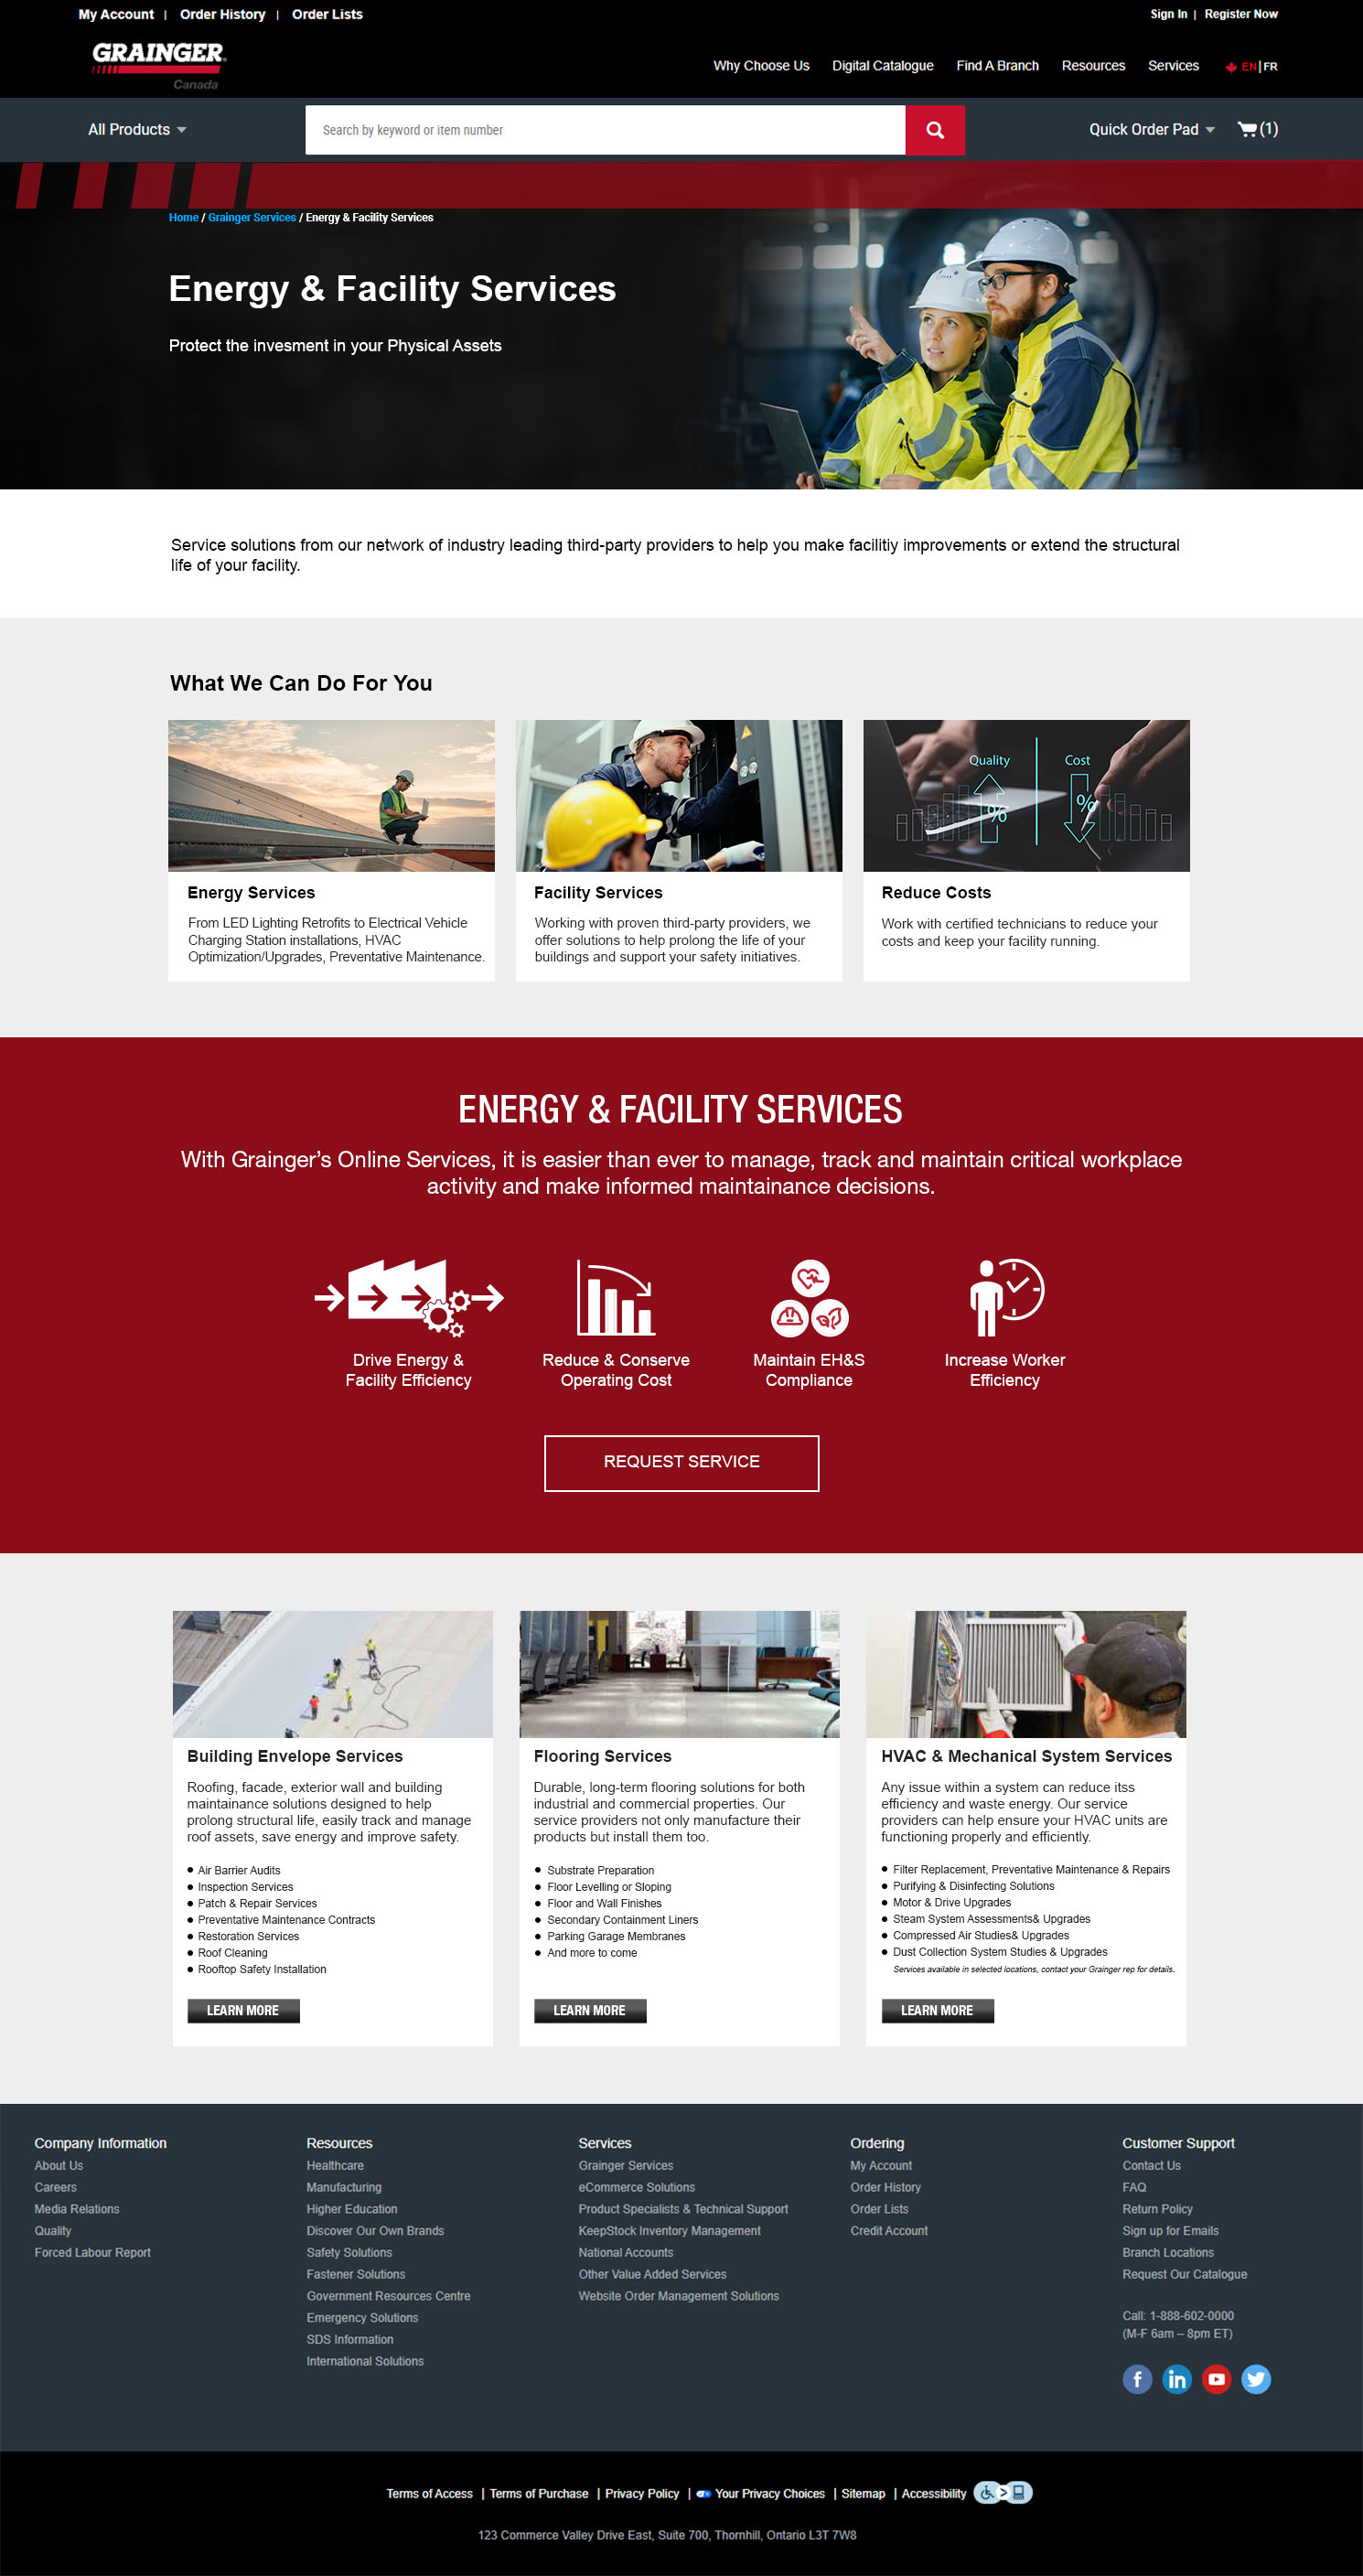 My Account | Order History | Order Lists
Sign In | Register Now
GRAINGER
Canada
Why Choose Us Digital Catalogue Find A Branch Resources Services EN|FR
All Products
Search by keyword or item number
Quick Order Pad (1)
Home / Grainger Services / Energy & Facility Services
Energy & Facility Services
Protect the invesment in your Physical Assets
Service solutions from our network of industry leading third-party providers to help you make facilitiy improvements or extend the structural
life of your facility.
What We Can Do For You
Quality Cost
% %
Energy Services
From LED Lighting Retrofits to Electrical Vehicle
Charging Station installations, HVAC
Optimization/Upgrades, Preventative Maintenance.
Facility Services
Working with proven third-party providers, we
offer solutions to help prolong the life of your
buildings and support your safety initiatives.
Reduce Costs
Work with certified technicians to reduce your
costs and keep your facility running.
ENERGY & FACILITY SERVICES
With Grainger’s Online Services, it is easier than ever to manage, track and maintain critical workplace
activity and make informed maintainance decisions.
Drive Energy &
Facility Efficiency
Reduce & Conserve
Operating Cost
Maintain EH&S
Compliance
Increase Worker
Efficiency
REQUEST SERVICE
Building Envelope Services
Roofing, facade, exterior wall and building
maintainance solutions designed to help
prolong structural life, easily track and manage
roof assets, save energy and improve safety.
• Air Barrier Audits
• Inspection Services
• Patch & Repair Services
• Preventative Maintenance Contracts
• Restoration Services
• Roof Cleaning
• Rooftop Safety Installation
LEARN MORE
Flooring Services
Durable, long-term flooring solutions for both
industrial and commercial properties. Our
service providers not only manufacture their
products but install them too.
• Substrate Preparation
• Floor Levelling or Sloping
• Floor and Wall Finishes
• Secondary Containment Liners
• Parking Garage Membranes
• And more to come
LEARN MORE
HVAC & Mechanical System Services
Any issue within a system can reduce itss
efficiency and waste energy. Our service
providers can help ensure your HVAC units are
functioning properly and efficiently.
• Filter Replacement, Preventative Maintenance & Repairs
• Purifying & Disinfecting Solutions
• Motor & Drive Upgrades
• Steam System Assessments& Upgrades
• Compressed Air Studies& Upgrades
• Dust Collection System Studies & Upgrades
Services available in selected locations, contact your Grainger rep for details.
LEARN MORE
Company Information
About Us
Careers
Media Relations
Quality
Forced Labour Report
Resources
Healthcare
Manufacturing
Higher Education
Discover Our Own Brands
Safety Solutions
Fastener Solutions
Government Resources Centre
Emergency Solutions
SDS Information
International Solutions
Services
Grainger Services
eCommerce Solutions
Product Specialists & Technical Support
KeepStock Inventory Management
National Accounts
Other Value Added Services
Website Order Management Solutions
Ordering
My Account
Order History
Order Lists
Credit Account
Customer Support
Contact Us
FAQ
Return Policy
Sign up for Emails
Branch Locations
Request Our Catalogue
Call: 1-888-602-0000
(M-F 6am – 8pm ET)
Terms of Access | Terms of Purchase | Privacy Policy | Your Privacy Choices | Sitemap | Accessibility
123 Commerce Valley Drive East, Suite 700, Thornhill, Ontario L3T 7W8